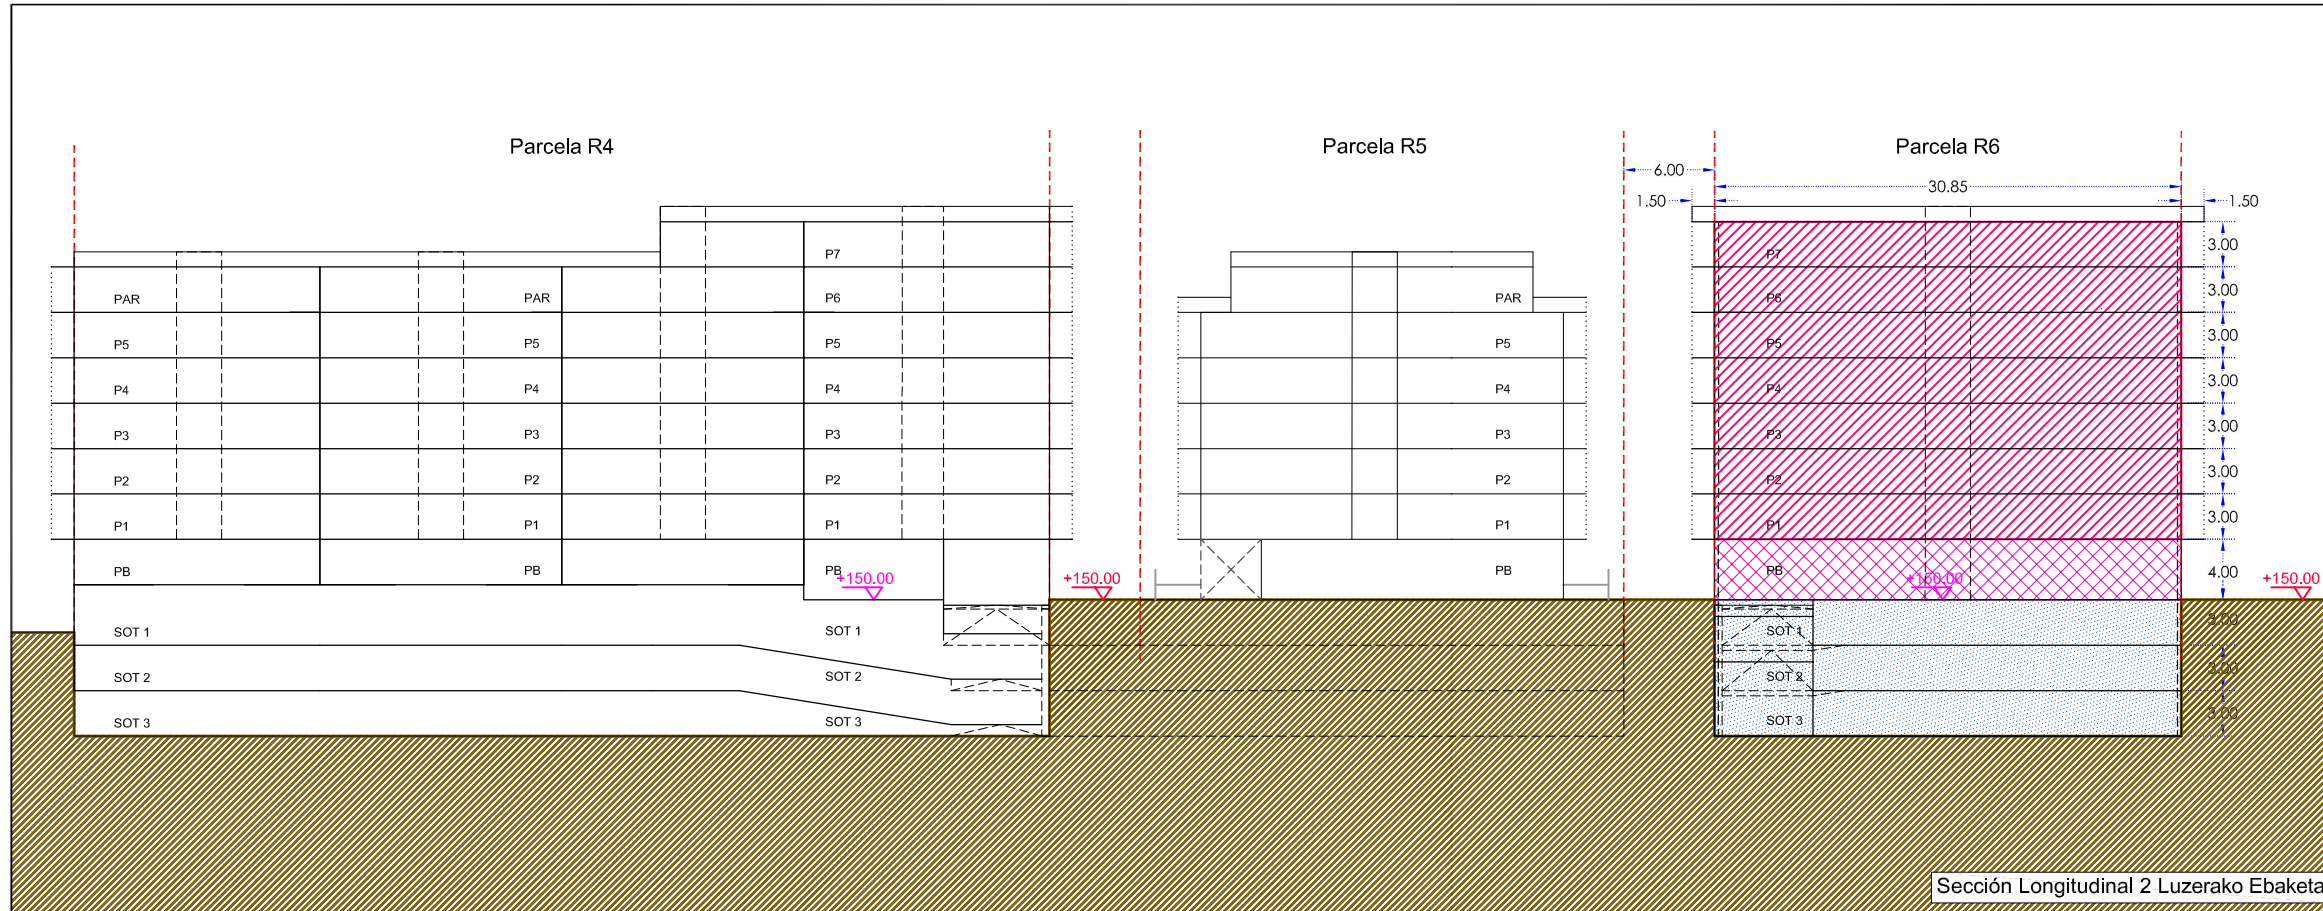 Parcela R4 Parcela R5 Parcela R6
6.00
30.85
1.50 1.50
P7 P7 3.00
PAR PAR P6 PAR P6 3.00
P5 P5 P5 P5 P5 3.00
P4 P4 P4 P4 P4 3.00
P3 P3 P3 P3 P3 3.00
P2 P2 P2 P2 P2 3.00
P1 P1 P1 P1 P1 3.00
PB PB PB PB PB 4.00
+150.00 +150.00 +150.00 +150.00
SOT 1 SOT 1 SOT 1 3.00
SOT 2 SOT 2 SOT 2 3.00
SOT 3 SOT 3 SOT 3 3.00
Sección Longitudinal 2 Luzerako Ebaketa